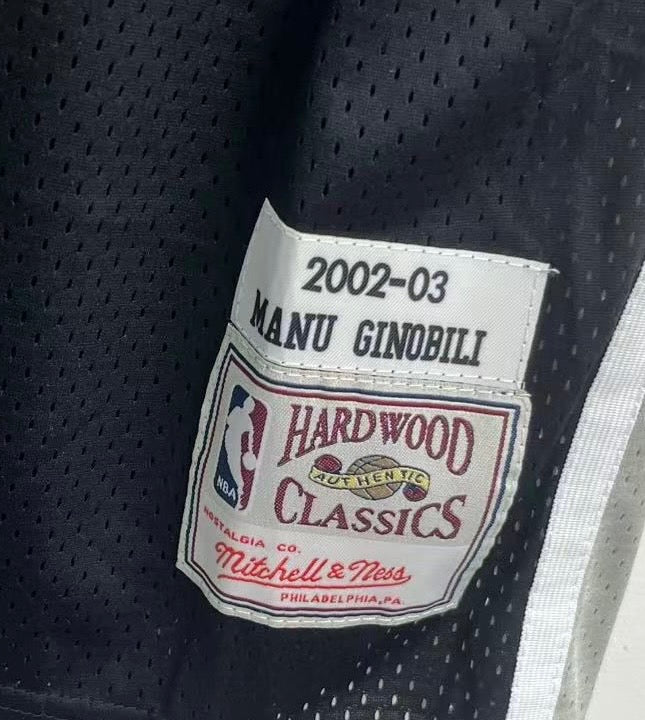 2002-03
MANU GINOBILI
HARDWOOD
AUTHENTIC
CLASSICS
NBA
NOSTALGIA CO.
Mitchell & Ness
PHILADELPHIA, PA.